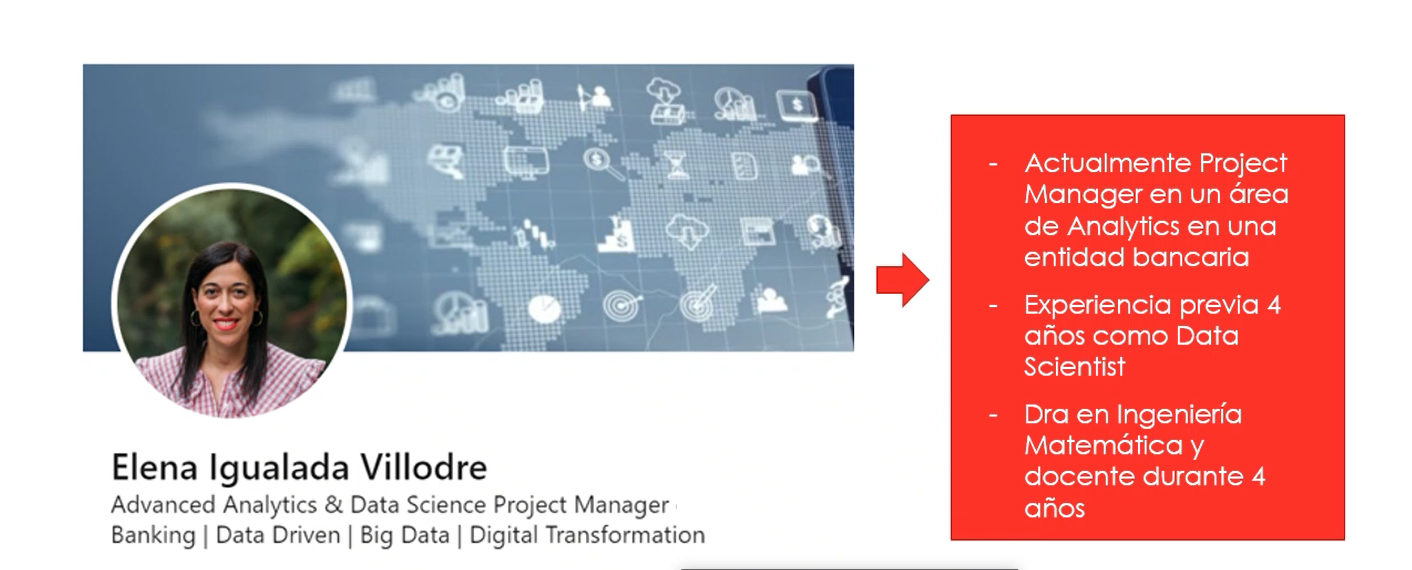 Elena Igualada Villodre
Advanced Analytics & Data Science Project Manager
Banking | Data Driven | Big Data | Digital Transformation
- Actualmente Project
Manager en un área
de Analytics en una
entidad bancaria
- Experiencia previa 4
años como Data
Scientist
- Dra en Ingeniería
Matemática y
docente durante 4
años